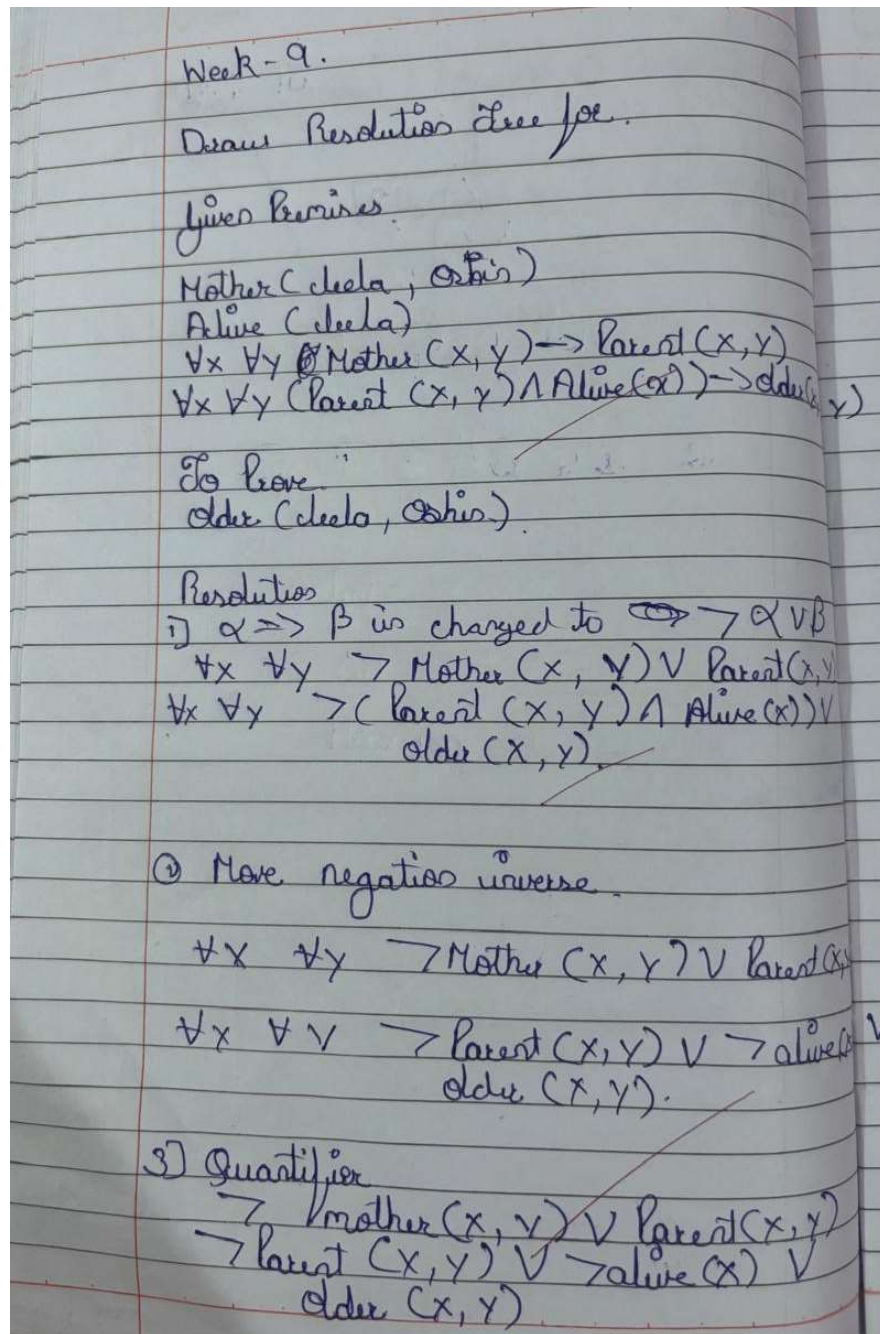 Week - 9.
Draw Resolution Tree for.
Given Premises.
Mother (Leela, Oshin)
Alive (Leela)
∀x ∀y Mother (x, y) → Parent (x, y)
∀x ∀y (Parent (x, y) ∧ Alive(x)) → older(x, y)
To Prove
older (Leela, Oshin).
Resolution
1] α => β is changed to ¬ α ∨ β
∀x ∀y ¬ Mother (x, y) ∨ Parent (x, y
∀x ∀y ¬ (Parent (x, y) ∧ Alive (x)) ∨
older (x, y).
② Move negation inverse.
∀x ∀y ¬ Mother (x, y) ∨ Parent (x,
∀x ∀y ¬ Parent (x, y) ∨ ¬ alive(x) ∨
older (x, y).
3] Quantifier
¬ mother (x, y) ∨ Parent (x, y)
¬ Parent (x, y) ∨ ¬ alive (x) ∨
older (x, y)